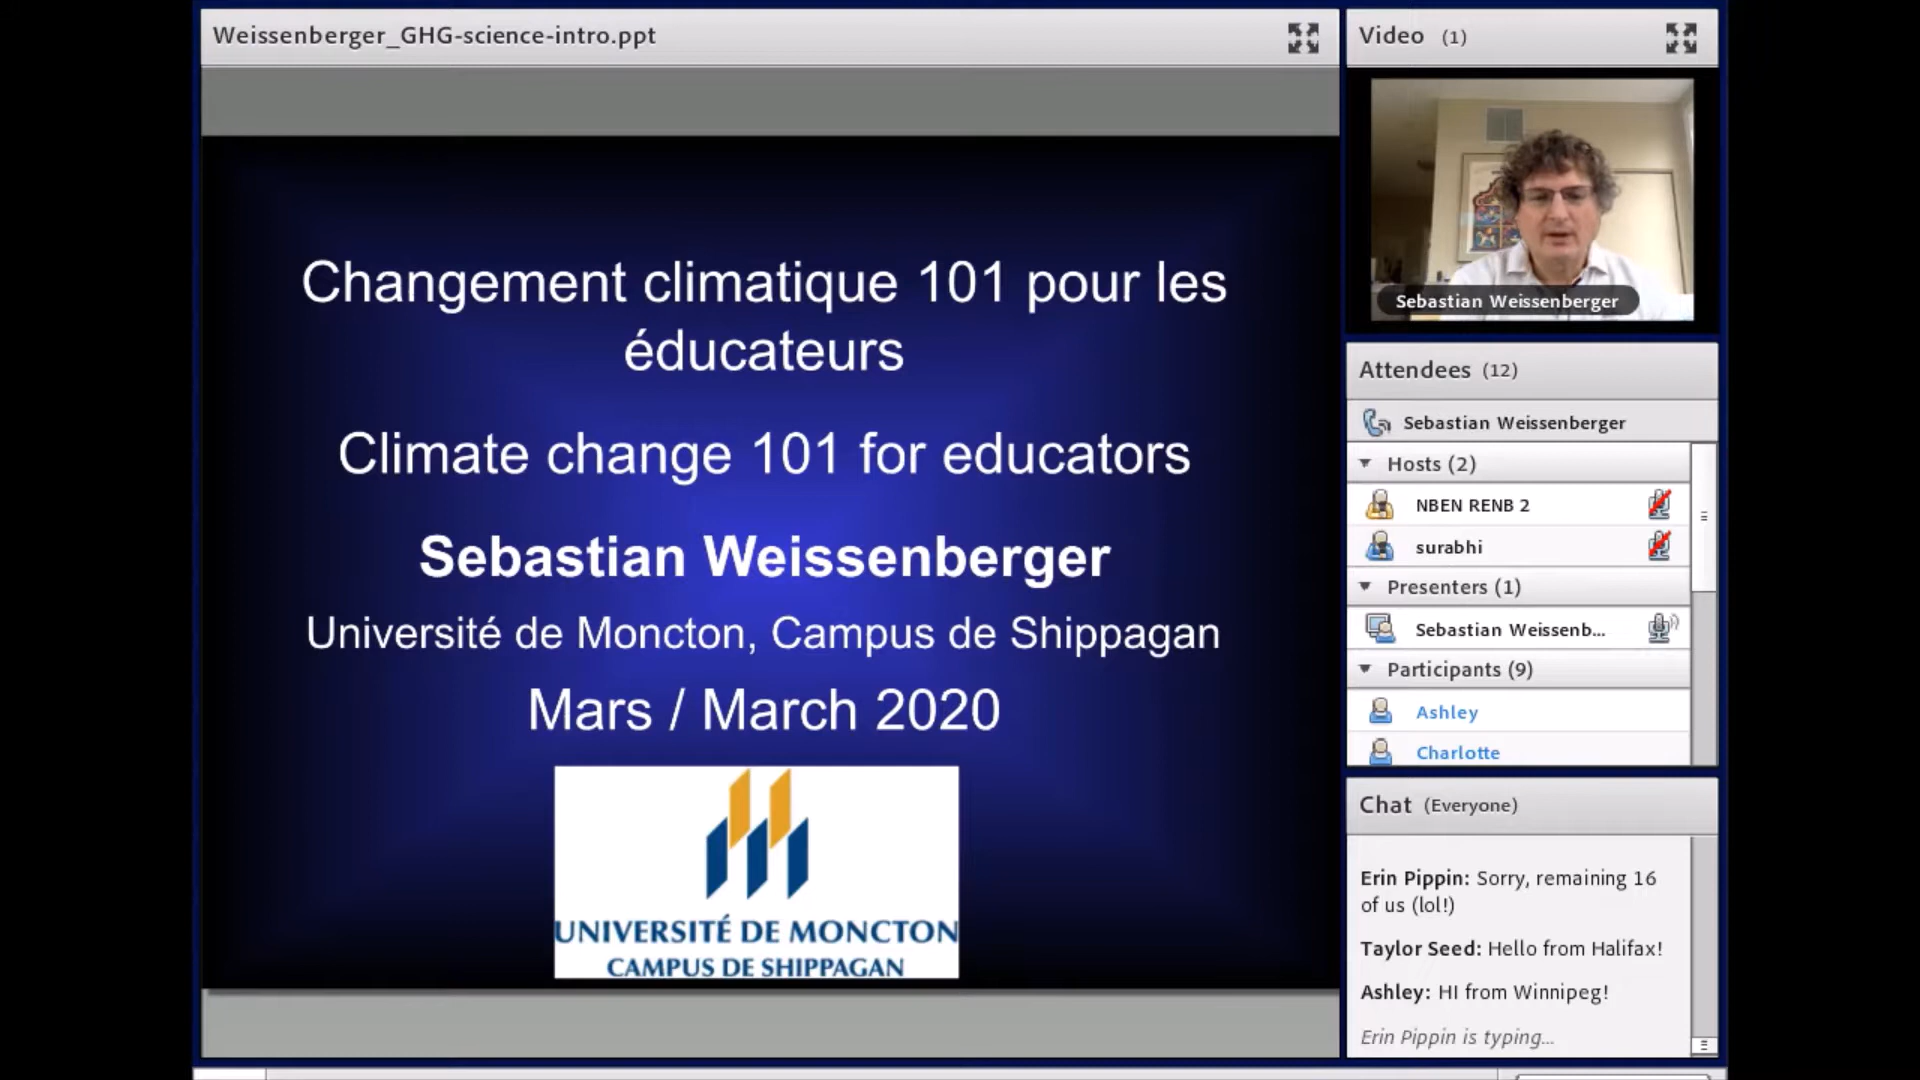 Weissenberger_GHG-science-intro.ppt
Changement climatique 101 pour les
éducateurs
Climate change 101 for educators
Sebastian Weissenberger
Université de Moncton, Campus de Shippagan
Mars / March 2020
UNIVERSITÉ DE MONCTON
CAMPUS DE SHIPPAGAN
Video (1)
Sebastian Weissenberger
Attendees (12)
Sebastian Weissenberger
Hosts (2)
NBEN RENB 2
surabhi
Presenters (1)
Sebastian Weissenb...
Participants (9)
Ashley
Charlotte
Chat (Everyone)
Erin Pippin: Sorry, remaining 16
of us (lol!)
Taylor Seed: Hello from Halifax!
Ashley: HI from Winnipeg!
Erin Pippin is typing...